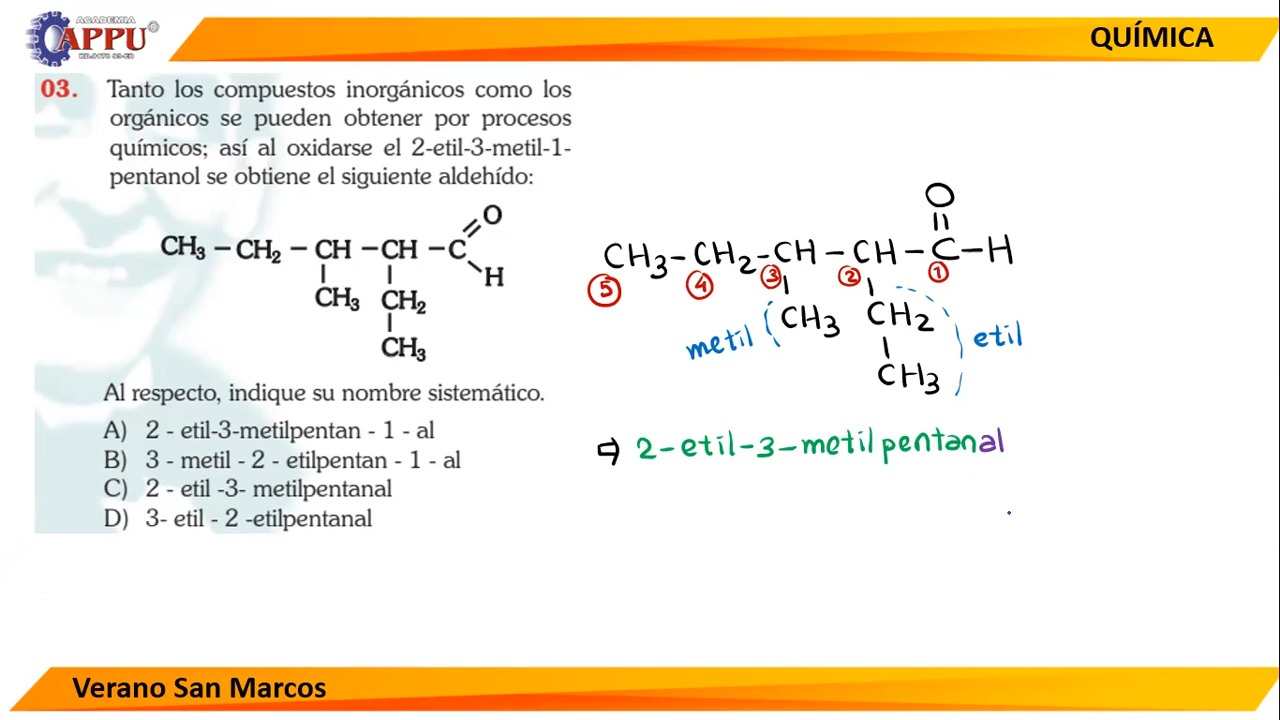 ACADEMIA
APPU®
QUÍMICA
03. Tanto los compuestos inorgánicos como los
orgánicos se pueden obtener por procesos
químicos; así al oxidarse el 2-etil-3-metil-1-
pentanol se obtiene el siguiente aldehído:
O
CH3 – CH2 – CH – CH – C
H
CH3 CH2
CH3
Al respecto, indique su nombre sistemático.
A) 2 - etil-3-metilpentan - 1 - al
B) 3 - metil - 2 - etilpentan - 1 - al
C) 2 - etil -3- metilpentanal
D) 3- etil - 2 -etilpentanal
O
CH3 – CH2 – CH – CH – C – H
5 4 3 2 1
metil CH3 CH2 etil
CH3
⇒ 2-etil-3-metilpentanal
Verano San Marcos